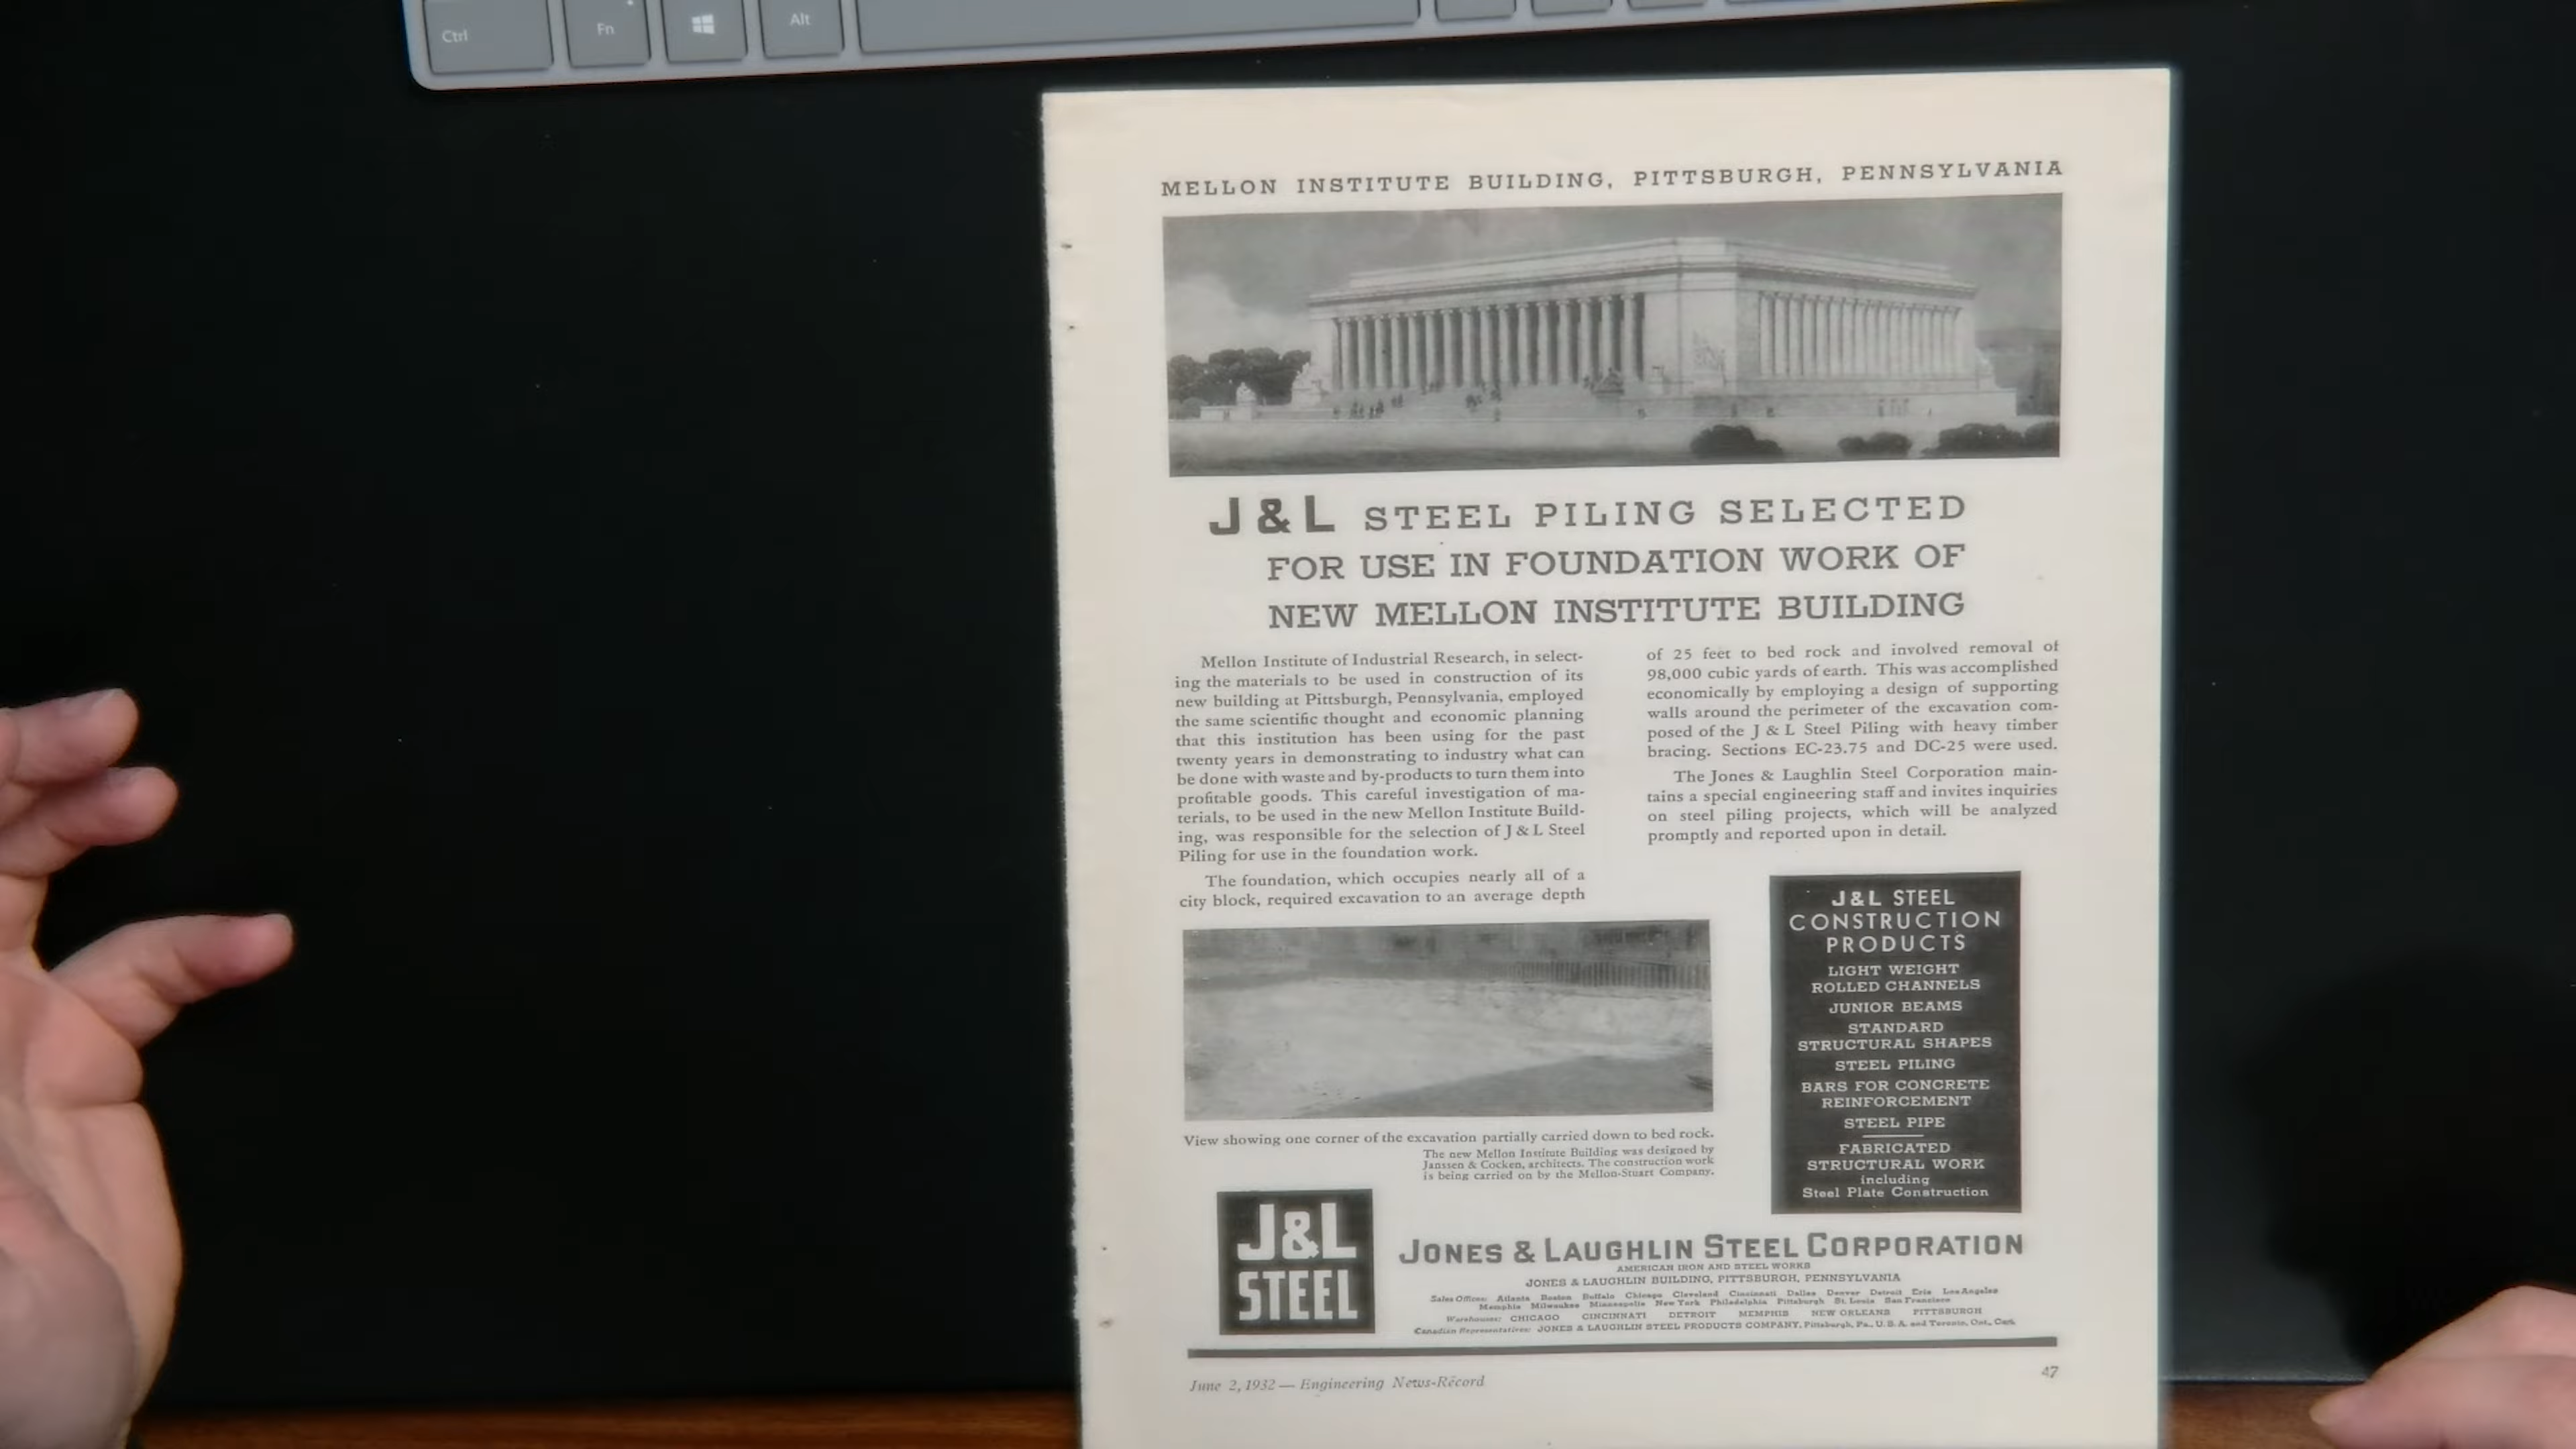 Ctrl
Fn
Alt
MELLON INSTITUTE BUILDING, PITTSBURGH, PENNSYLVANIA
J & L STEEL PILING SELECTED
FOR USE IN FOUNDATION WORK OF
NEW MELLON INSTITUTE BUILDING
Mellon Institute of Industrial Research, in select-
ing the materials to be used in construction of its
new building at Pittsburgh, Pennsylvania, employed
the same scientific thought and economic planning
that this institution has been using for the past
twenty years in demonstrating to industry what can
be done with waste and by-products to turn them into
profitable goods. This careful investigation of ma-
terials, to be used in the new Mellon Institute Build-
ing, was responsible for the selection of J & L Steel
Piling for use in the foundation work.
The foundation, which occupies nearly all of a
city block, required excavation to an average depth
of 25 feet to bed rock and involved removal of
98,000 cubic yards of earth. This was accomplished
economically by employing a design of supporting
walls around the perimeter of the excavation com-
posed of the J & L Steel Piling with heavy timber
bracing. Sections EC-23.75 and DC-25 were used.
The Jones & Laughlin Steel Corporation main-
tains a special engineering staff and invites inquiries
on steel piling projects, which will be analyzed
promptly and reported upon in detail.
View showing one corner of the excavation partially carried down to bed rock.
The new Mellon Institute Building was designed by
Janssen & Cocken, architects. The construction work
is being carried on by the Mellon-Stuart Company.
J&L STEEL
CONSTRUCTION
PRODUCTS
LIGHT WEIGHT
ROLLED CHANNELS
JUNIOR BEAMS
STANDARD
STRUCTURAL SHAPES
STEEL PILING
BARS FOR CONCRETE
REINFORCEMENT
STEEL PIPE
FABRICATED
STRUCTURAL WORK
including
Steel Plate Construction
J&L
STEEL
JONES & LAUGHLIN STEEL CORPORATION
AMERICAN IRON AND STEEL WORKS
JONES & LAUGHLIN BUILDING, PITTSBURGH, PENNSYLVANIA
Sales Offices: Atlanta Boston Buffalo Chicago Cleveland Cincinnati Dallas Denver Detroit Erie Los Angeles
Memphis Milwaukee Minneapolis New York Philadelphia Pittsburgh St. Louis San Francisco
Warehouses: CHICAGO CINCINNATI DETROIT MEMPHIS NEW ORLEANS PITTSBURGH
Canadian Representatives: JONES & LAUGHLIN STEEL PRODUCTS COMPANY, Pittsburgh, Pa., U. S. A. and Toronto, Ont., Can.
June 2, 1932 — Engineering News-Record
47